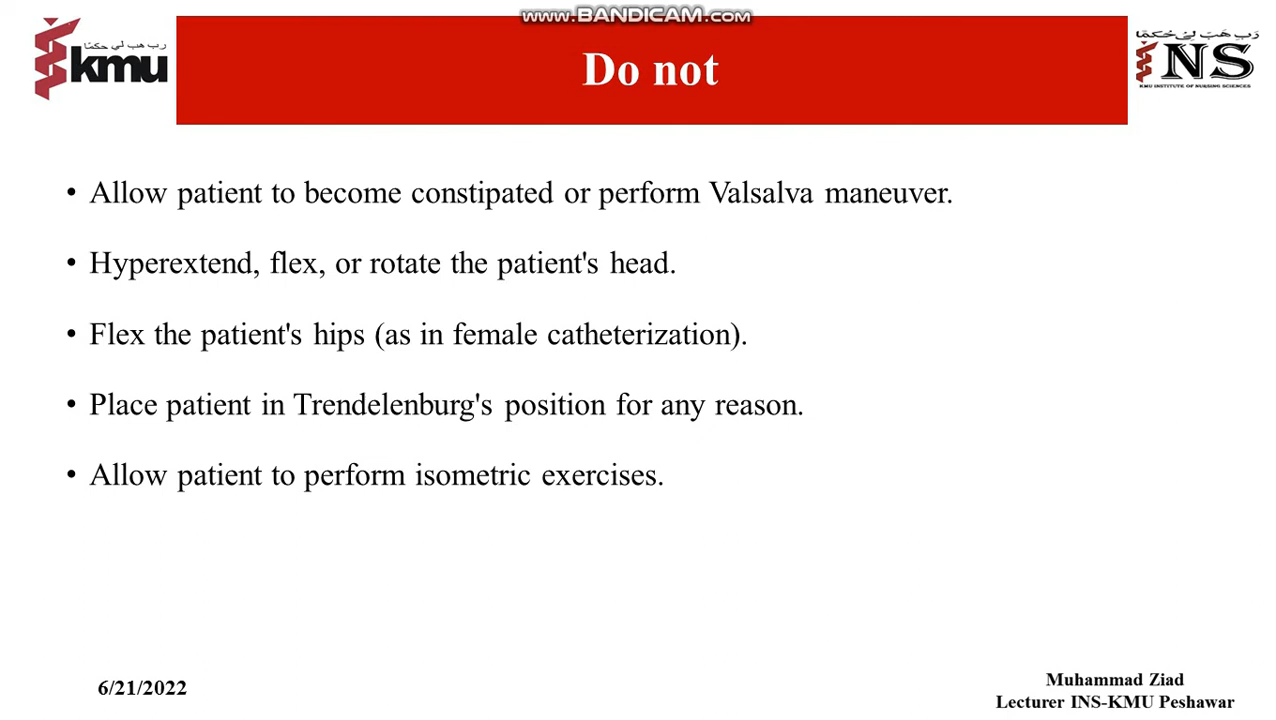 www.BANDICAM.com
رب هب لي حكما
kmu
Do not
رَبِّ هَبْ لِي حُكْمًا
INS
KMU INSTITUTE OF NURSING SCIENCES
• Allow patient to become constipated or perform Valsalva maneuver.
• Hyperextend, flex, or rotate the patient's head.
• Flex the patient's hips (as in female catheterization).
• Place patient in Trendelenburg's position for any reason.
• Allow patient to perform isometric exercises.
6/21/2022
Muhammad Ziad
Lecturer INS-KMU Peshawar